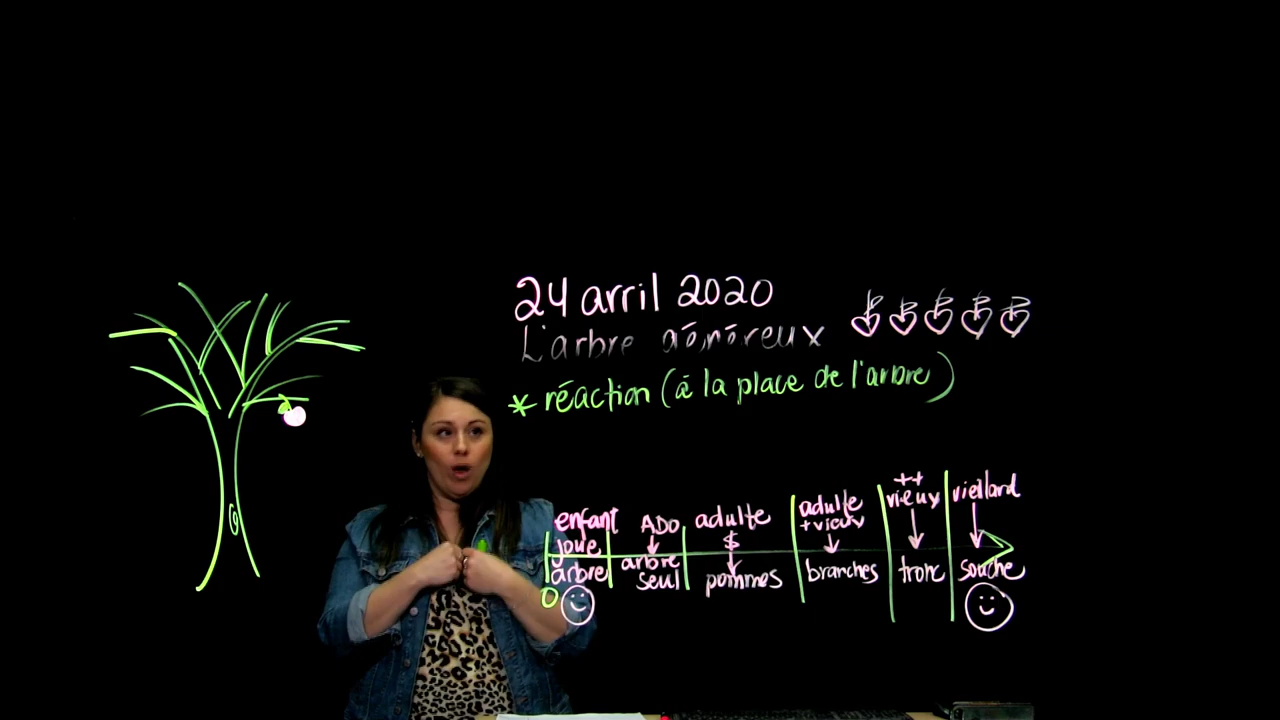 24 avril 2020
L'arbre généreux
* réaction (à la place de l'arbre)
enfant
joue
arbre
0
ADO
arbre
seul
adulte
$
pommes
adulte
+ vieux
branches
++
vieux
tronc
vieillard
souche